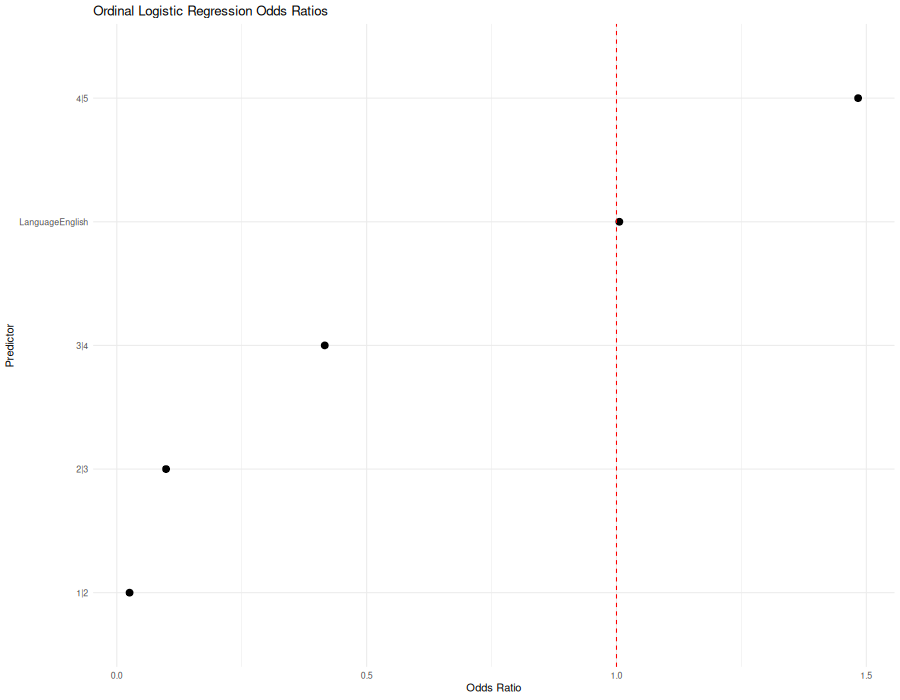 Ordinal Logistic Regression Odds Ratios
Predictor
4|5
LanguageEnglish
3|4
2|3
1|2
0.0
0.5
1.0
1.5
Odds Ratio